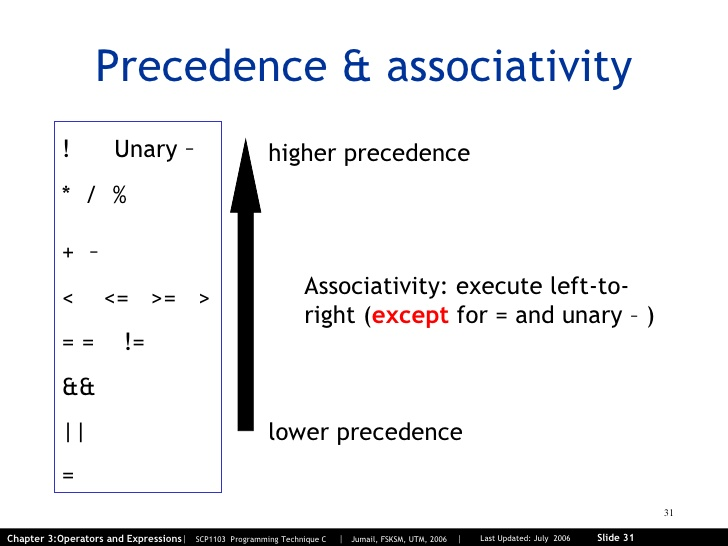 Precedence & associativity
! Unary –
* / %
+ –
< <= >= >
= = !=
&&
||
=
higher precedence
Associativity: execute left-to-
right (except for = and unary – )
lower precedence
31
Chapter 3:Operators and Expressions| SCP1103 Programming Technique C | Jumail, FSKSM, UTM, 2006 | Last Updated: July 2006 Slide 31